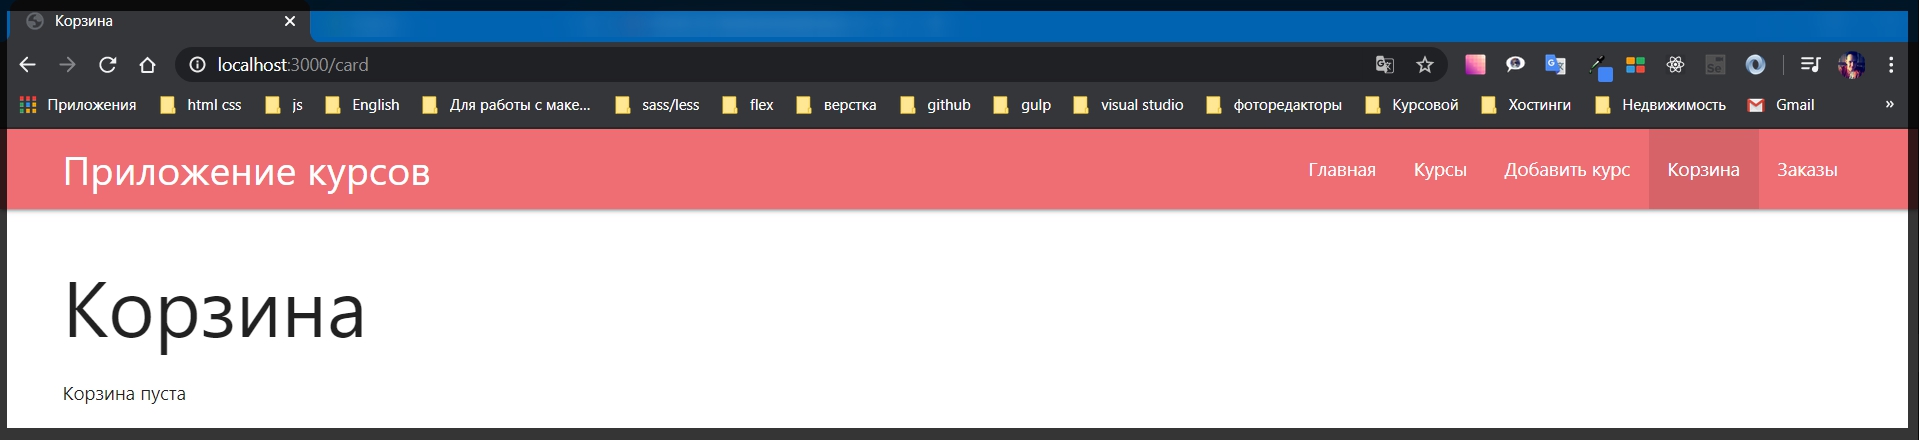 Корзина
localhost:3000/card
Приложения html css js English Для работы с маке... sass/less flex верстка github gulp visual studio фоторедакторы Курсовой Хостинги Недвижимость Gmail »
Приложение курсов Главная Курсы Добавить курс Корзина Заказы
Корзина
Корзина пуста